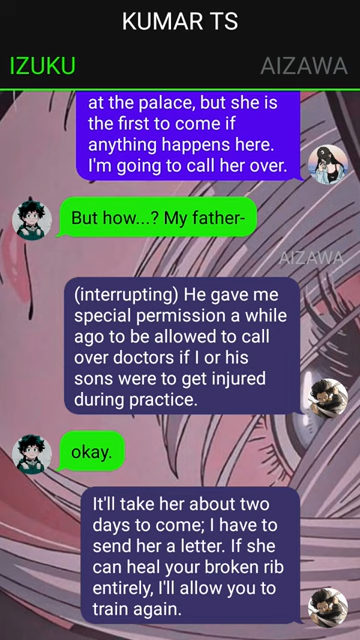 KUMAR TS
IZUKU AIZAWA
at the palace, but she is
the first to come if
anything happens here.
I'm going to call her over.
But how...? My father-
AIZAWA
(interrupting) He gave me
special permission a while
ago to be allowed to call
over doctors if I or his
sons were to get injured
during practice.
okay.
It'll take her about two
days to come; I have to
send her a letter. If she
can heal your broken rib
entirely, I'll allow you to
train again.